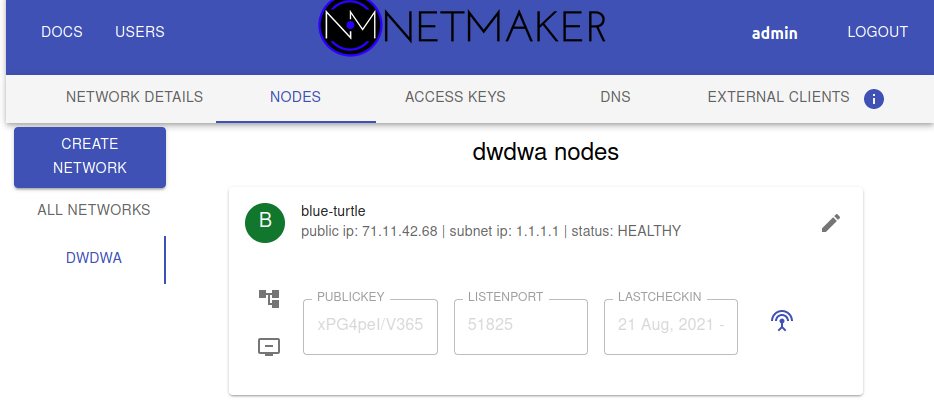 DOCS USERS NETMAKER admin LOGOUT
NETWORK DETAILS NODES ACCESS KEYS DNS EXTERNAL CLIENTS i
CREATE
NETWORK
ALL NETWORKS
DWDWA
dwdwa nodes
B
blue-turtle
public ip: 71.11.42.68 | subnet ip: 1.1.1.1 | status: HEALTHY
PUBLICKEY LISTENPORT LASTCHECKIN
xPG4peI/V365 51825 21 Aug, 2021 -